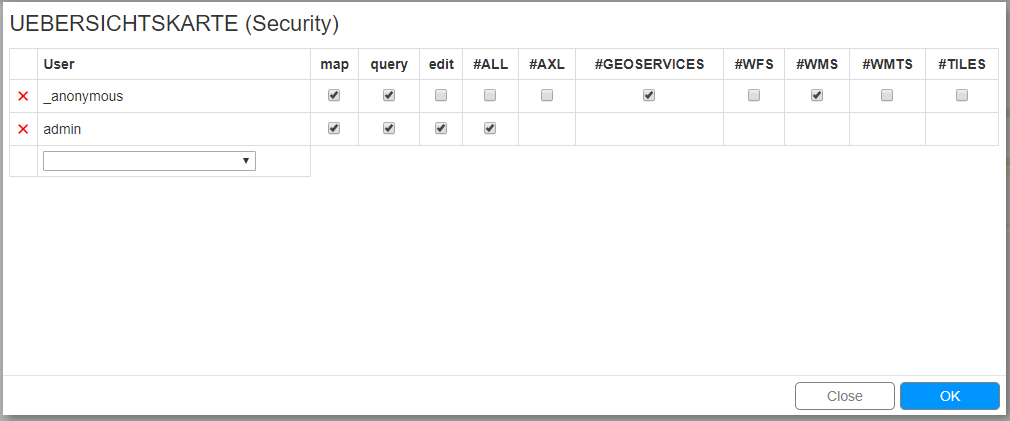 UEBERSICHTSKARTE (Security)
User map query edit #ALL #AXL #GEOSERVICES #WFS #WMS #WMTS #TILES
_anonymous
admin
Close OK